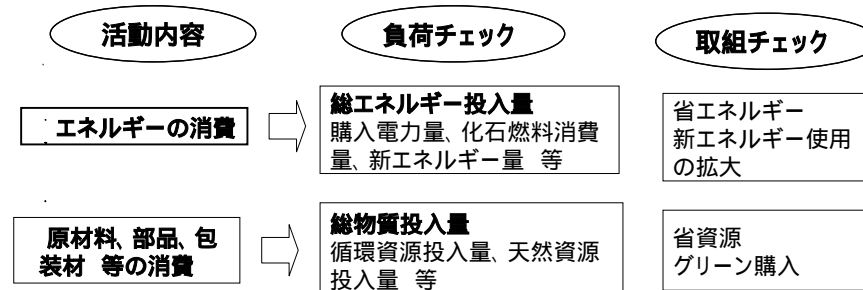 活動内容
負荷チェック
取組チェック
エネルギーの消費
総エネルギー投入量
購入電力量、化石燃料消費
量、新エネルギー量 等
省エネルギー
新エネルギー使用
の拡大
原材料、部品、包
装材 等の消費
総物質投入量
循環資源投入量、天然資源
投入量 等
省資源
グリーン購入